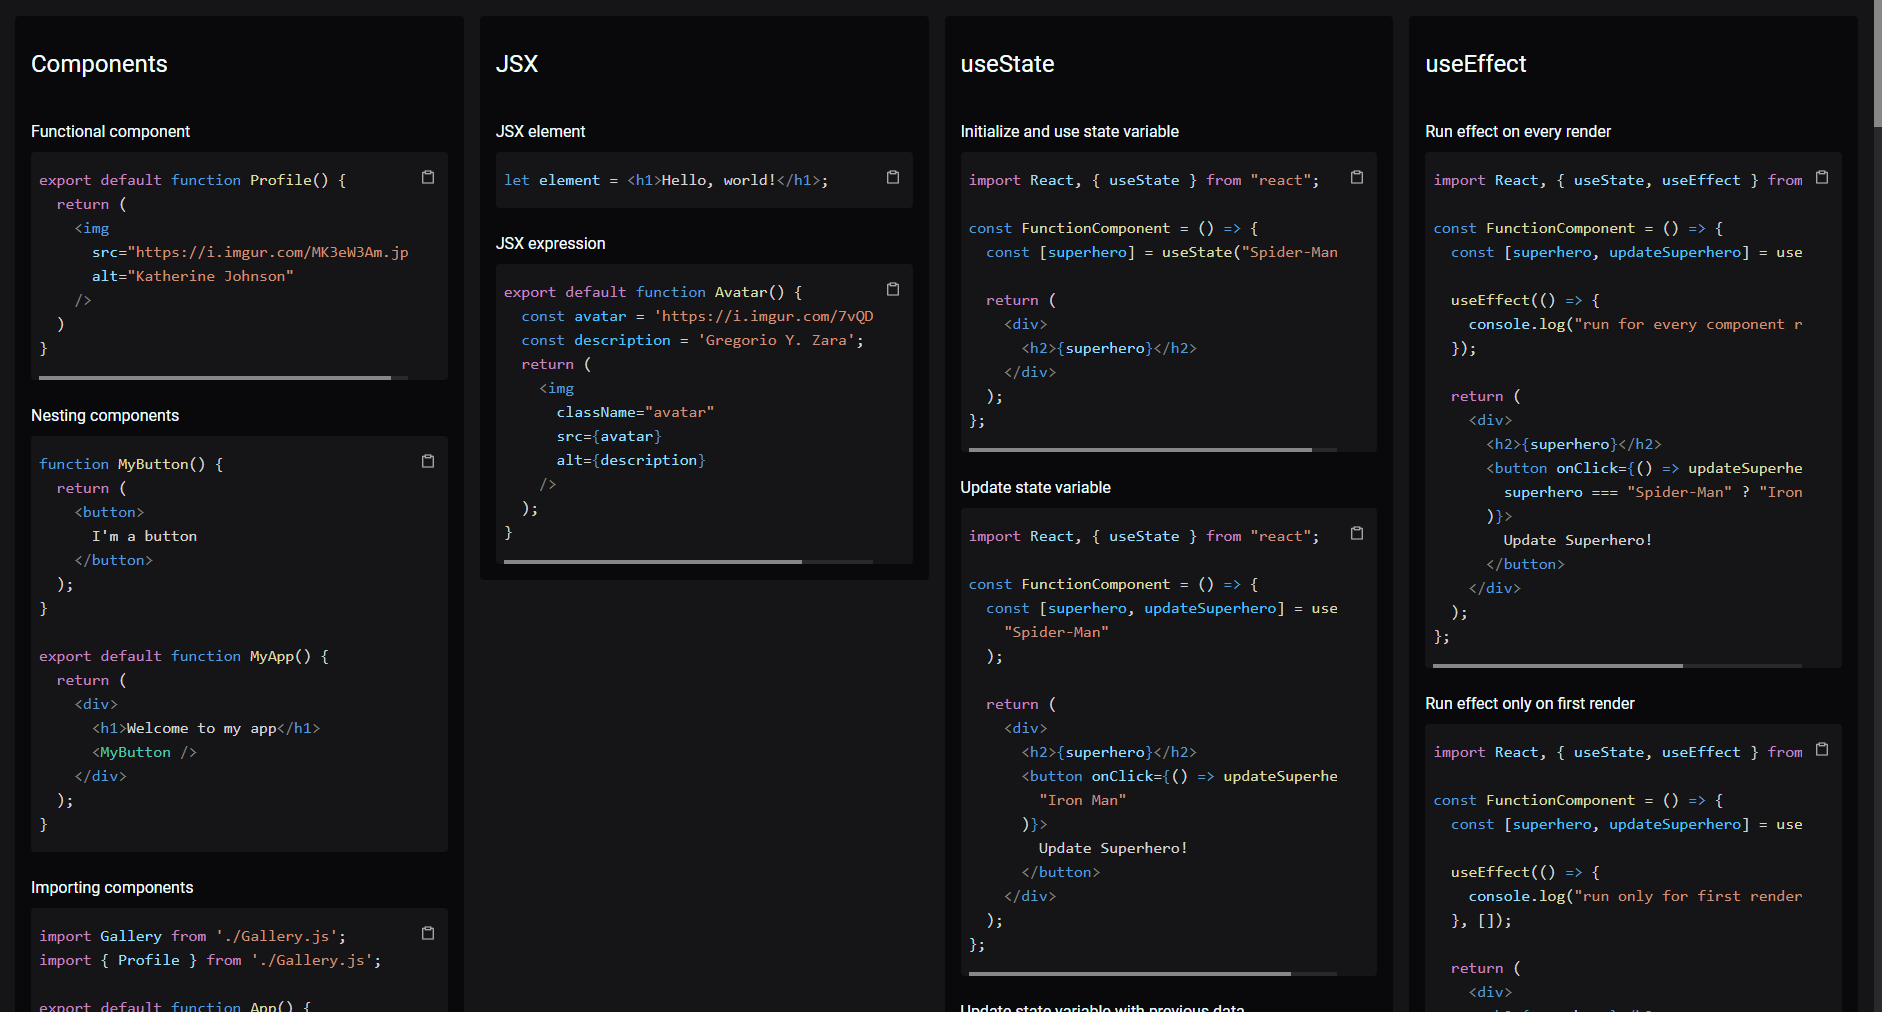 Components
Functional component
export default function Profile() {
return (
<img
src="https://i.imgur.com/MK3eW3Am.jp
alt="Katherine Johnson"
/>
)
}
Nesting components
function MyButton() {
return (
<button>
I'm a button
</button>
);
}
export default function MyApp() {
return (
<div>
<h1>Welcome to my app</h1>
<MyButton />
</div>
);
}
Importing components
import Gallery from './Gallery.js';
import { Profile } from './Gallery.js';
export default function App() {
JSX
JSX element
let element = <h1>Hello, world!</h1>;
JSX expression
export default function Avatar() {
const avatar = 'https://i.imgur.com/7vQD
const description = 'Gregorio Y. Zara';
return (
<img
className="avatar"
src={avatar}
alt={description}
/>
);
}
useState
Initialize and use state variable
import React, { useState } from "react";
const FunctionComponent = () => {
const [superhero] = useState("Spider-Man
return (
<div>
<h2>{superhero}</h2>
</div>
);
};
Update state variable
import React, { useState } from "react";
const FunctionComponent = () => {
const [superhero, updateSuperhero] = use
"Spider-Man"
);
return (
<div>
<h2>{superhero}</h2>
<button onClick={() => updateSuperhe
"Iron Man"
)}>
Update Superhero!
</button>
</div>
);
};
Update state variable with previous data
useEffect
Run effect on every render
import React, { useState, useEffect } from
const FunctionComponent = () => {
const [superhero, updateSuperhero] = use
useEffect(() => {
console.log("run for every component r
});
return (
<div>
<h2>{superhero}</h2>
<button onClick={() => updateSuperhe
superhero === "Spider-Man" ? "Iron
)}>
Update Superhero!
</button>
</div>
);
};
Run effect only on first render
import React, { useState, useEffect } from
const FunctionComponent = () => {
const [superhero, updateSuperhero] = use
useEffect(() => {
console.log("run only for first render
}, []);
return (
<div>